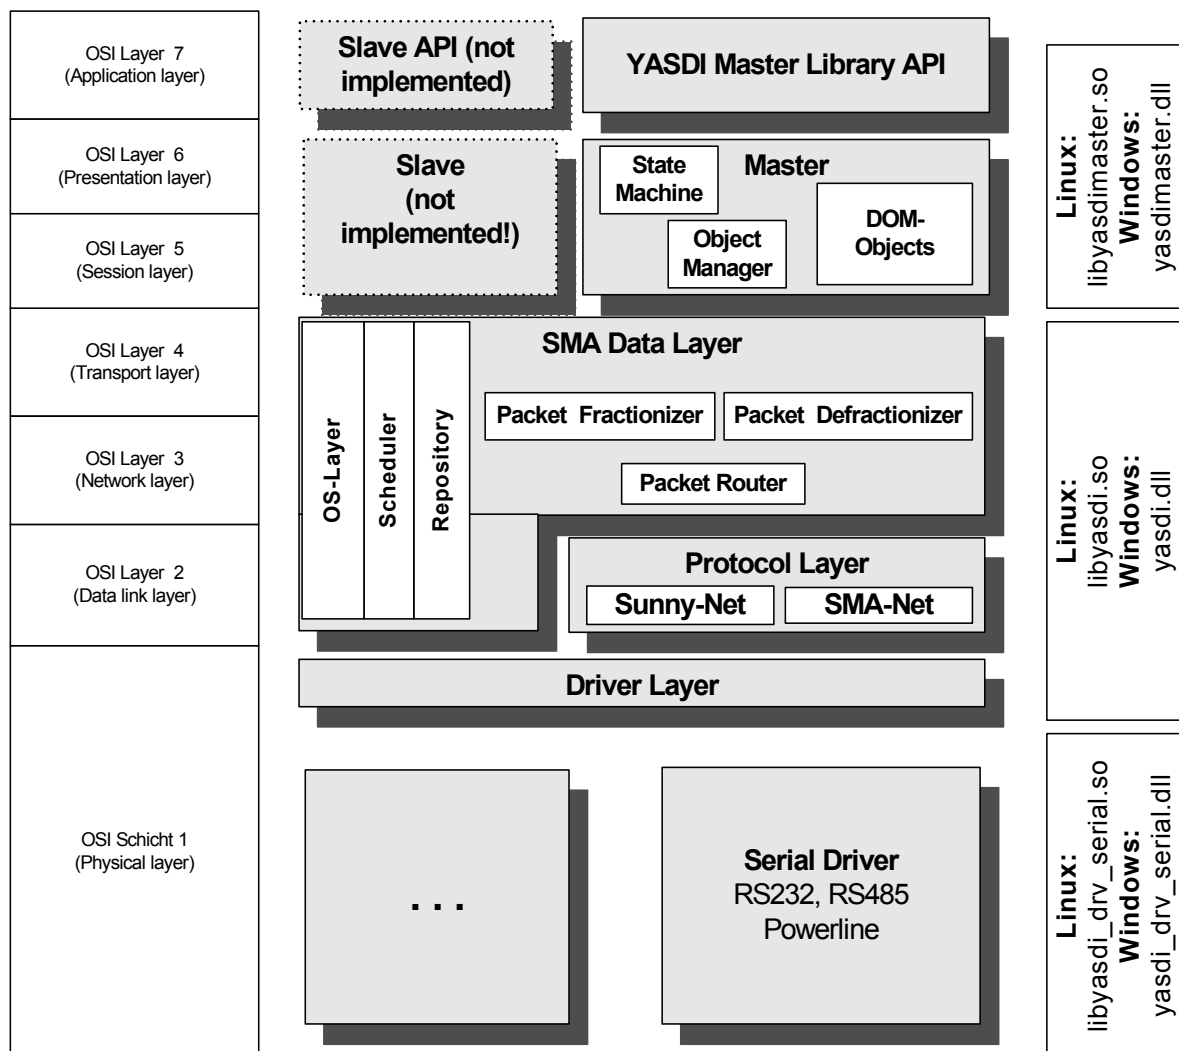 OSI Layer 7
(Application layer)
OSI Layer 6
(Presentation layer)
OSI Layer 5
(Session layer)
OSI Layer 4
(Transport layer)
OSI Layer 3
(Network layer)
OSI Layer 2
(Data link layer)
OSI Schicht 1
(Physical layer)
Slave API (not
implemented)
YASDI Master Library API
Slave
(not
implemented!)
Master
State
Machine
Object
Manager
DOM-
Objects
SMA Data Layer
OS-Layer
Scheduler
Repository
Packet Fractionizer
Packet Defractionizer
Packet Router
Protocol Layer
Sunny-Net
SMA-Net
Driver Layer
. . .
Serial Driver
RS232, RS485
Powerline
Linux:
libyasdimaster.so
Windows:
yasdimaster.dll
Linux:
libyasdi.so
Windows:
yasdi.dll
Linux:
libyasdi_drv_serial.so
Windows:
yasdi_drv_serial.dll